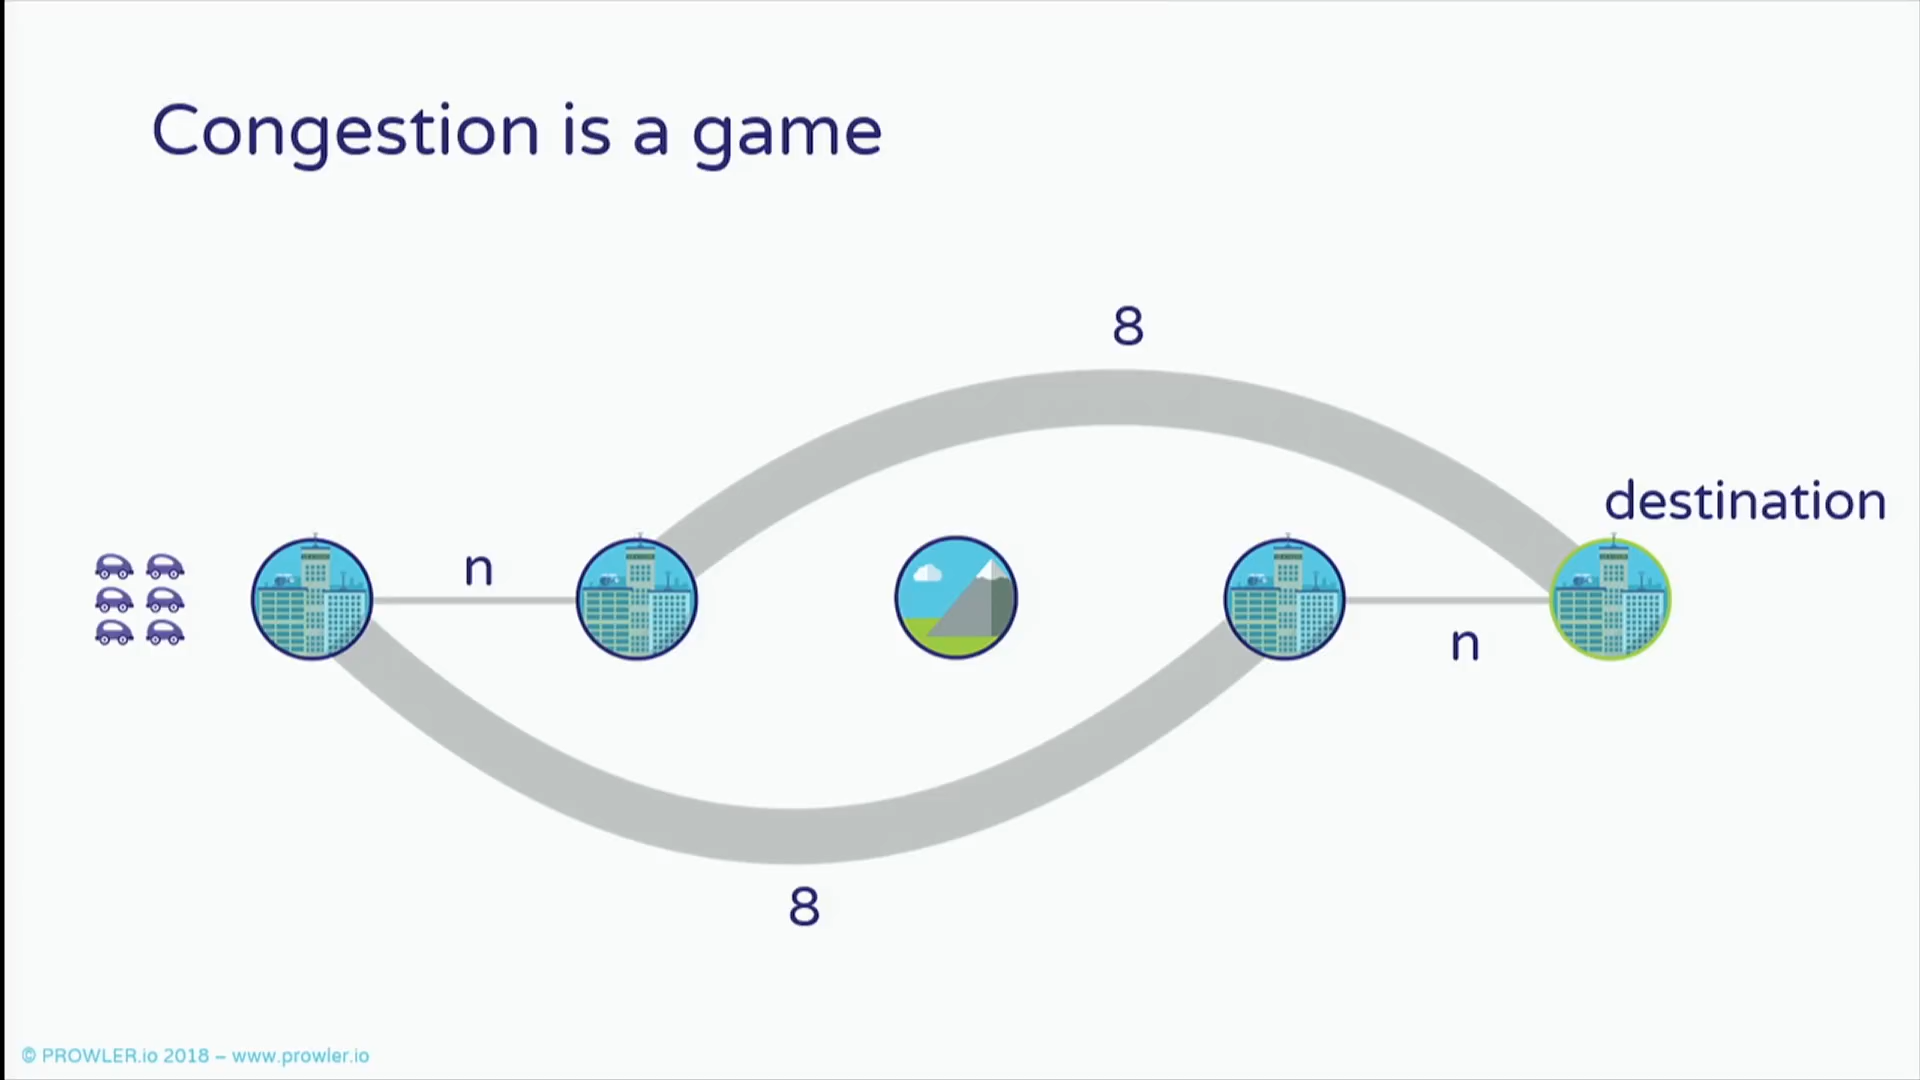 Congestion is a game
8
destination
n
n
8
© PROWLER.io 2018 – www.prowler.io